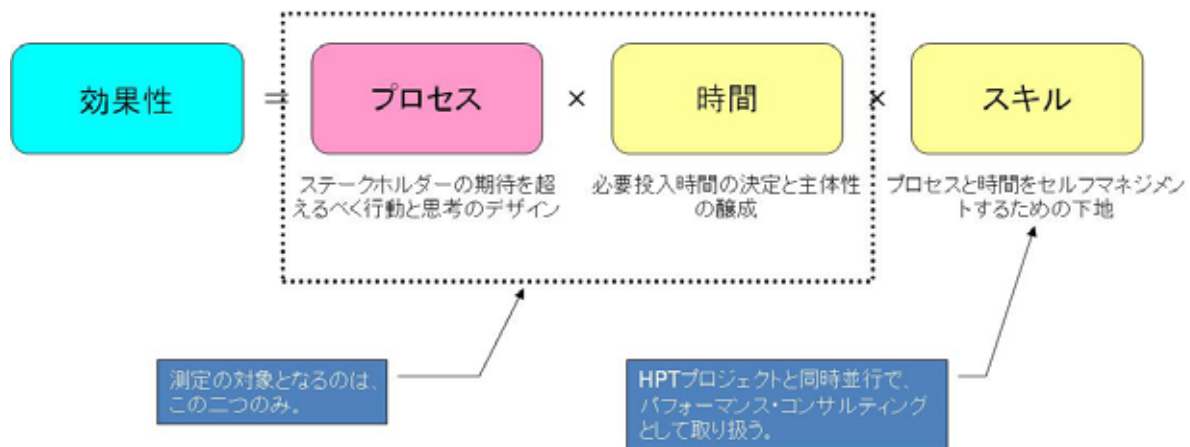 効果性 = プロセス × 時間 × スキル
ステークホルダーの期待を超
えるべく行動と思考のデザイン
必要投入時間の決定と主体性
の醸成
プロセスと時間をセルフマネジメン
トするための下地
測定の対象となるのは、
この二つのみ。
HPTプロジェクトと同時並行で、
パフォーマンス・コンサルティング
として取り扱う。